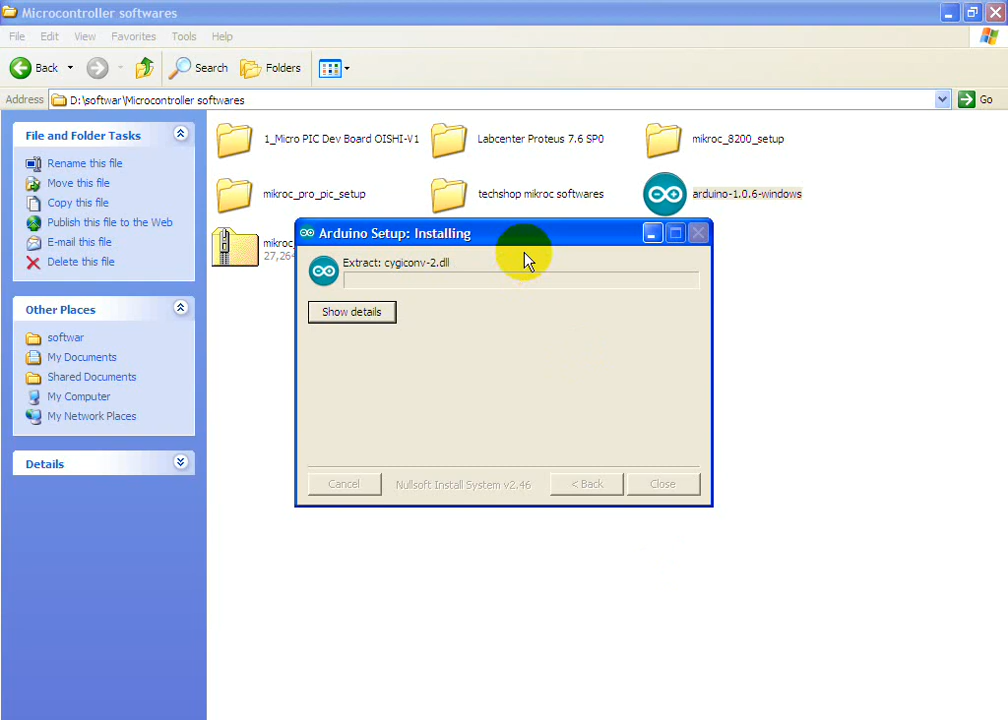 Microcontroller softwares
File Edit View Favorites Tools Help
Back Search Folders
Address D:\softwar\Microcontroller softwares Go
File and Folder Tasks
Rename this file
Move this file
Copy this file
Publish this file to the Web
E-mail this file
Delete this file
Other Places
softwar
My Documents
Shared Documents
My Computer
My Network Places
Details
1_Micro PIC Dev Board OISHI-V1 Labcenter Proteus 7.6 SP0 mikroc_8200_setup
mikroc_pro_pic_setup techshop mikroc softwares arduino-1.0.6-windows
mikroc_
27,264
Arduino Setup: Installing
Extract: cygiconv-2.dll
Show details
Cancel Nullsoft Install System v2.46 < Back Close